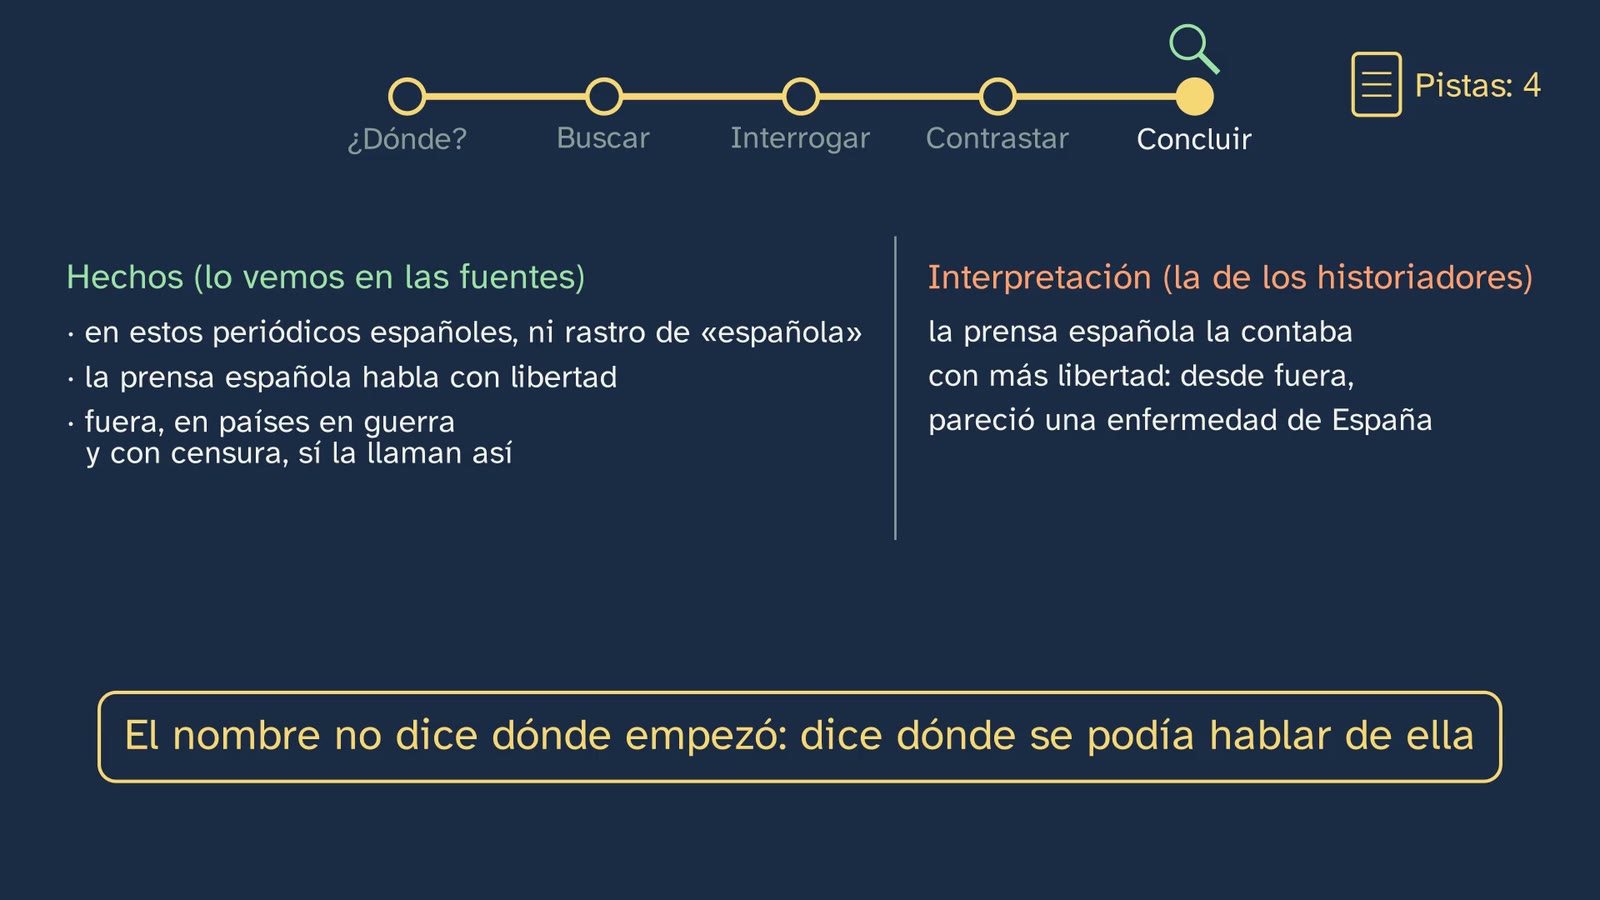 ¿Dónde?
Buscar
Interrogar
Contrastar
Concluir
Pistas: 4
Hechos (lo vemos en las fuentes)
· en estos periódicos españoles, ni rastro de «española»
· la prensa española habla con libertad
· fuera, en países en guerra
y con censura, sí la llaman así
Interpretación (la de los historiadores)
la prensa española la contaba
con más libertad: desde fuera,
pareció una enfermedad de España
El nombre no dice dónde empezó: dice dónde se podía hablar de ella